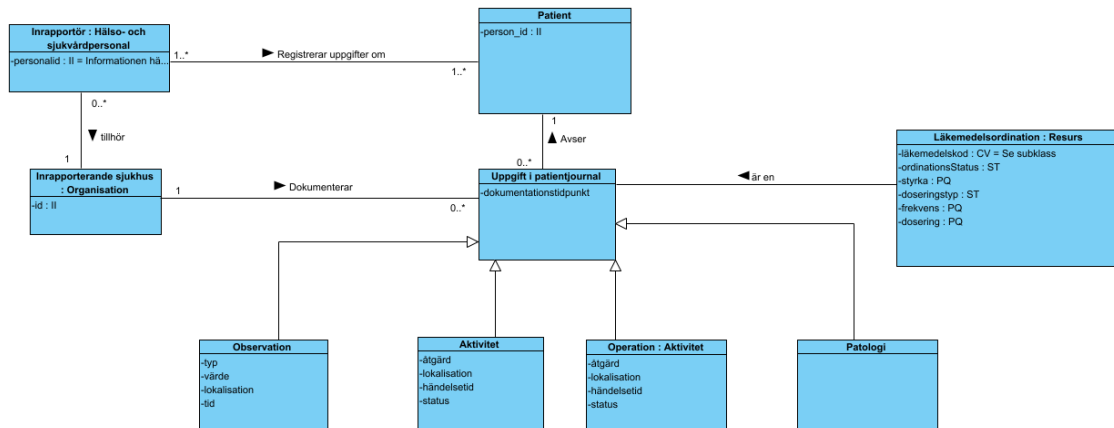 Inrapportör : Hälso- och
sjukvårdpersonal
-personalid : II = Informationen hä...
1..*
Registrerar uppgifter om
1..*
Patient
-person_id : II
0..*
tillhör
1
1
Avser
0..*
Inrapporterande sjukhus
: Organisation
-id : II
1
Dokumenterar
0..*
Uppgift i patientjournal
-dokumentationstidpunkt
är en
Läkemedelsordination : Resurs
-läkemedelskod : CV = Se subklass
-ordinationsStatus : ST
-styrka : PQ
-doseringstyp : ST
-frekvens : PQ
-dosering : PQ
Observation
-typ
-värde
-lokalisation
-tid
Aktivitet
-åtgärd
-lokalisation
-händelsetid
-status
Operation : Aktivitet
-åtgärd
-lokalisation
-händelsetid
-status
Patologi